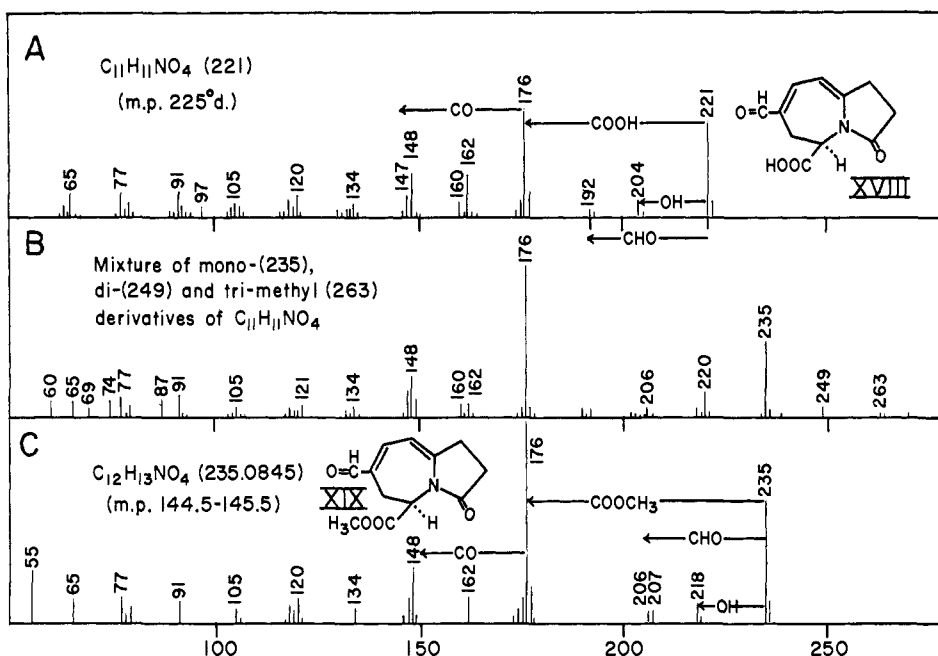 A
C₁₁H₁₁NO₄ (221)
(m.p. 225°d.)
65
77
91
97
105
120
134
147
148
160
162
176
192
204
221
CO
COOH
OH
CHO
O=C
H
N
O
HOOC
H
XVIII
B
Mixture of mono-(235),
di-(249) and tri-methyl (263)
derivatives of C₁₁H₁₁NO₄
60
65
69
74
77
87
91
105
121
134
148
160
162
176
206
220
235
249
263
C
C₁₂H₁₃NO₄ (235.0845)
(m.p. 144.5-145.5)
O=C
H
N
O
H₃COOC
H
XIX
55
65
77
91
105
120
134
148
162
176
206
207
218
235
CO
COOCH₃
CHO
OH
100
150
200
250